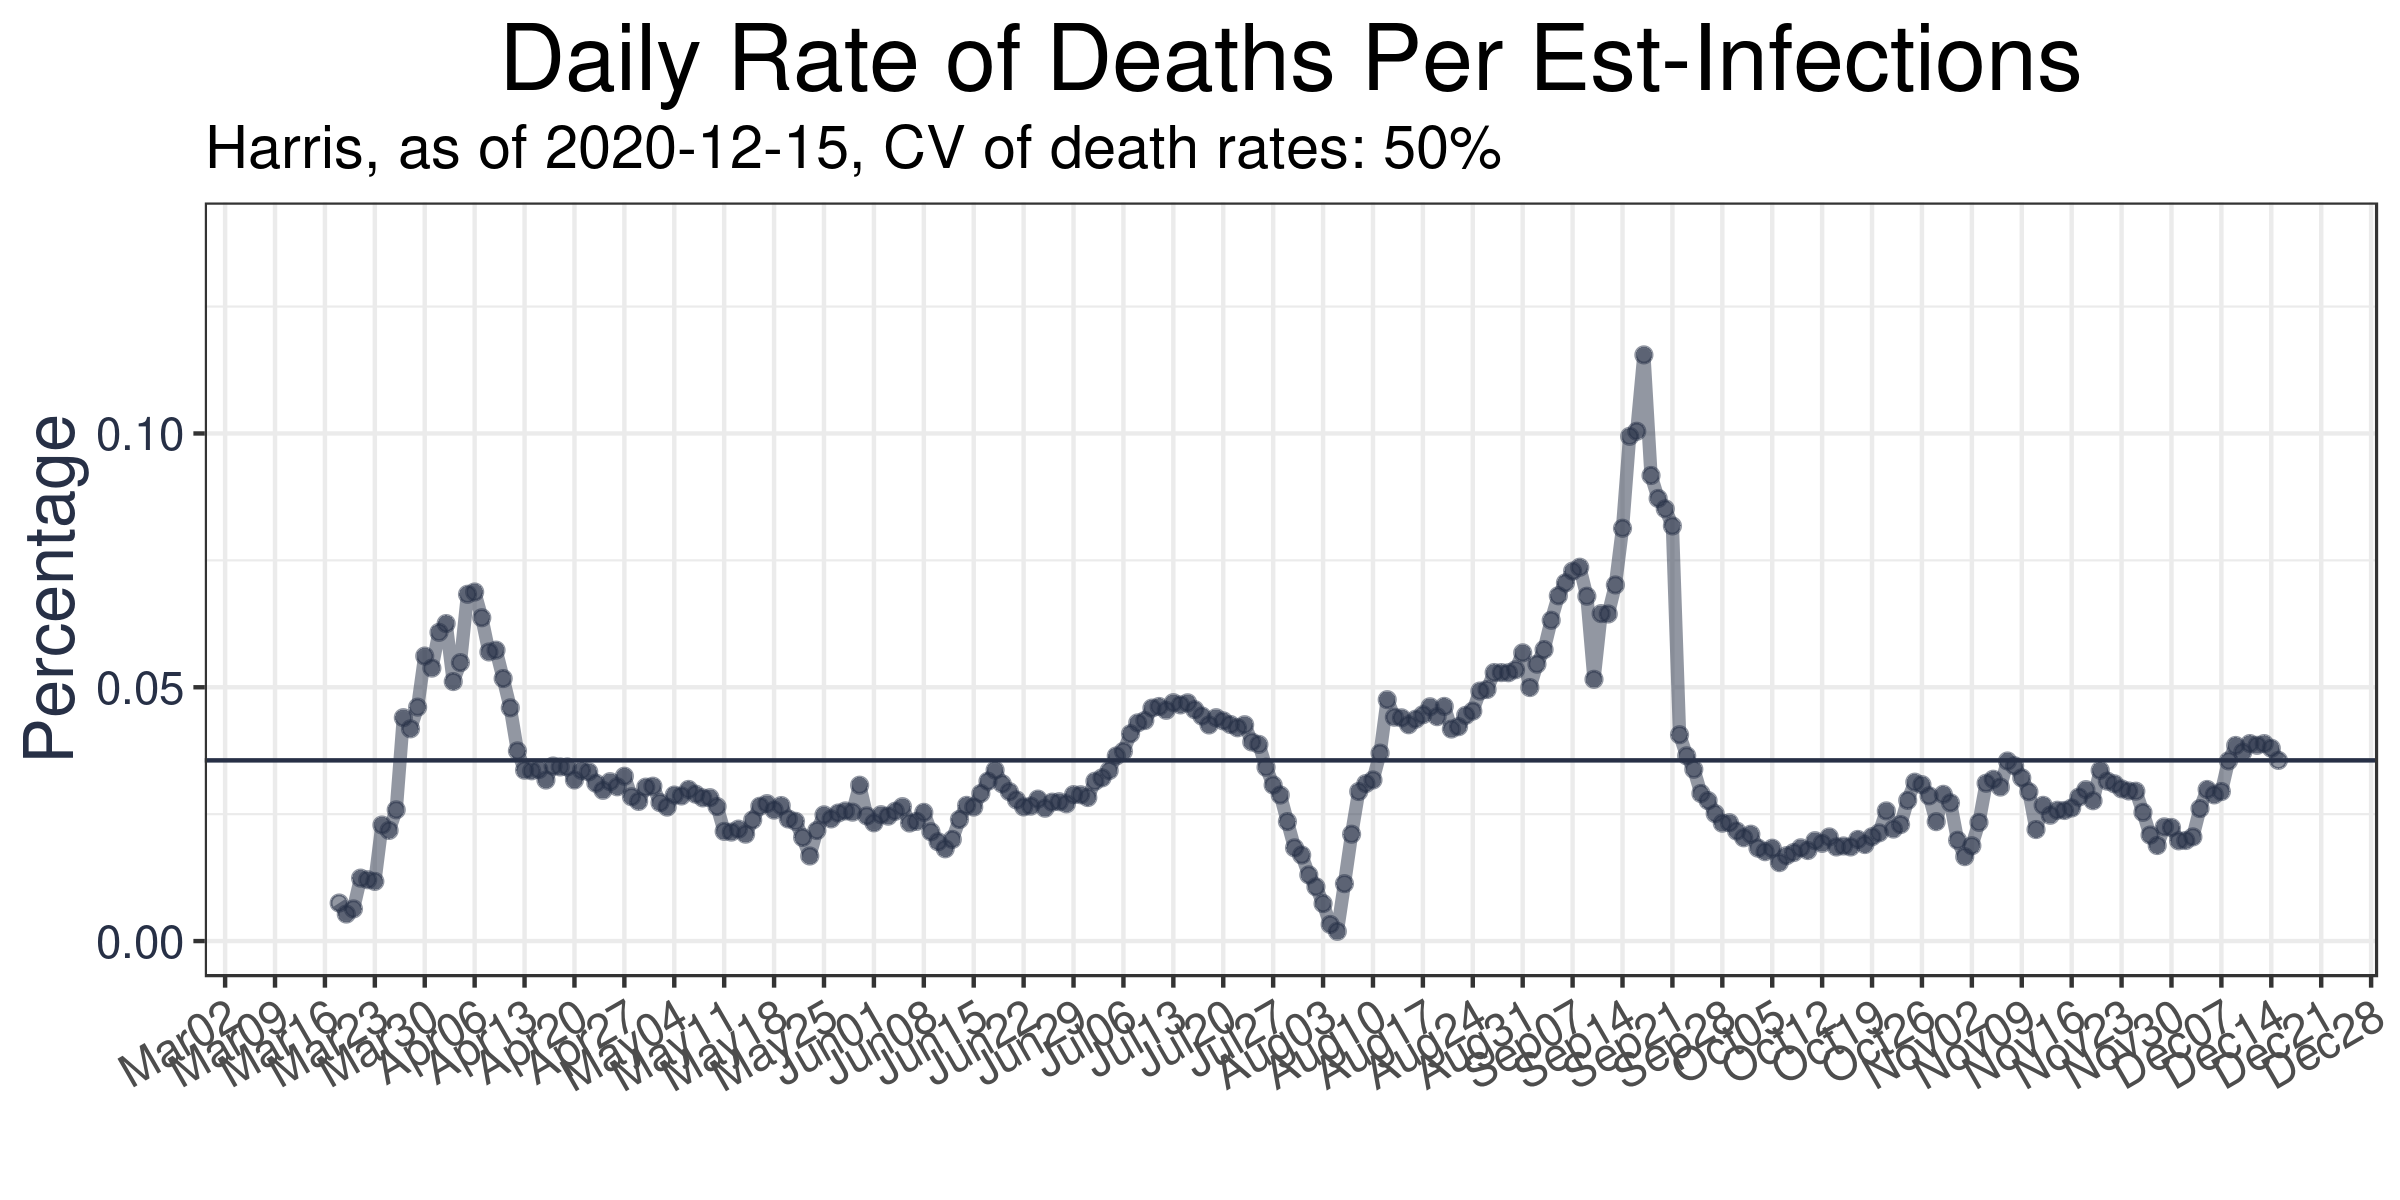 Daily Rate of Deaths Per Est-Infections
Harris, as of 2020-12-15, CV of death rates: 50%
Percentage
0.10
0.05
0.00
Mar02
Mar09
Mar16
Mar23
Mar30
Apr06
Apr13
Apr20
Apr27
May04
May11
May18
May25
Jun01
Jun08
Jun15
Jun22
Jun29
Jul06
Jul13
Jul20
Jul27
Aug03
Aug10
Aug17
Aug24
Aug31
Sep07
Sep14
Sep21
Sep28
Oct05
Oct12
Oct19
Oct26
Nov02
Nov09
Nov16
Nov23
Nov30
Dec07
Dec14
Dec21
Dec28